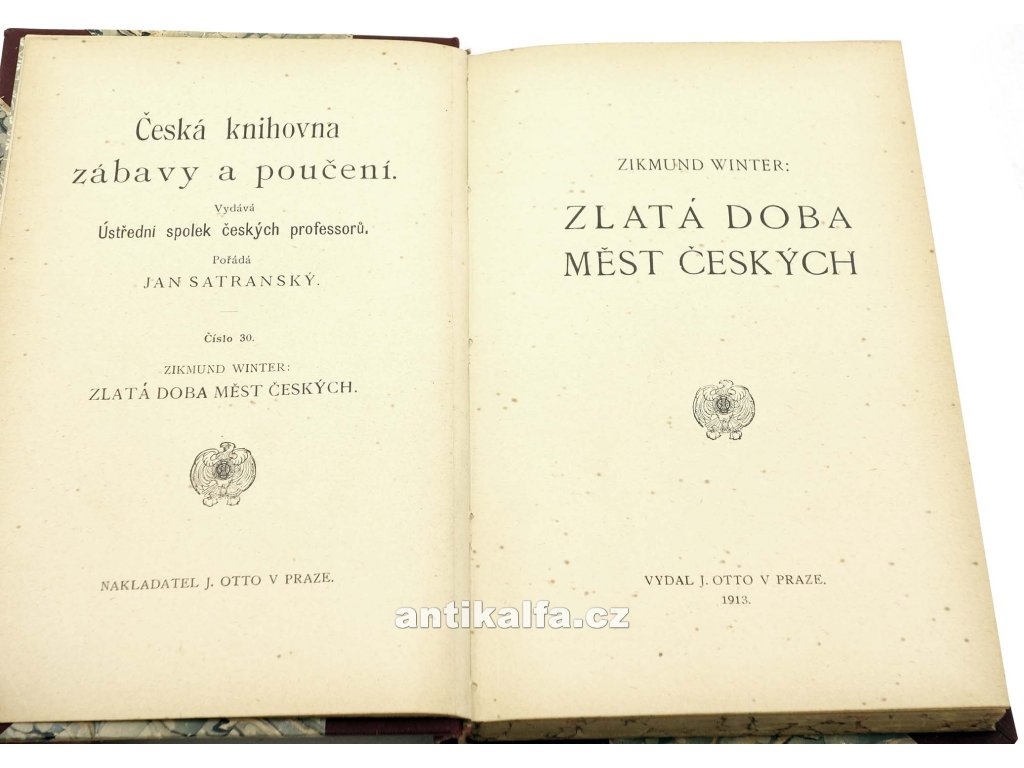 Česká knihovna
zábavy a poučení.
Vydává
Ústřední spolek českých professorů.
Pořádá
JAN SATRANSKÝ.
Číslo 30.
ZIKMUND WINTER:
ZLATÁ DOBA MĚST ČESKÝCH.
NAKLADATEL J. OTTO V PRAZE.
ZIKMUND WINTER:
ZLATÁ DOBA
MĚST ČESKÝCH
VYDAL J. OTTO V PRAZE.
1913.
antikalfa.cz